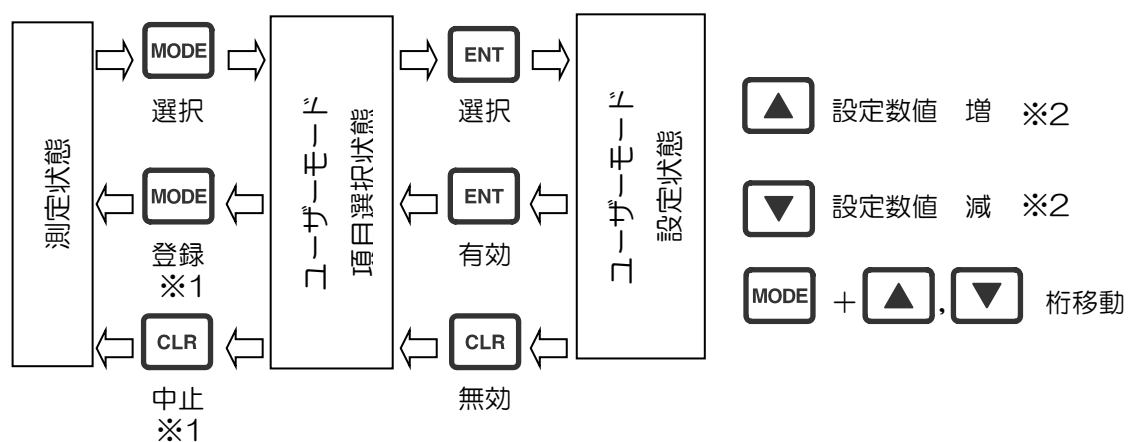 測定状態
MODE
選択
MODE
登録
※1
CLR
中止
※1
ユーザーモード
項目選択状態
ENT
選択
ENT
有効
CLR
無効
ユーザーモード
設定状態
▲ 設定数値 増 ※2
▼ 設定数値 減 ※2
MODE + ▲ , ▼ 桁移動